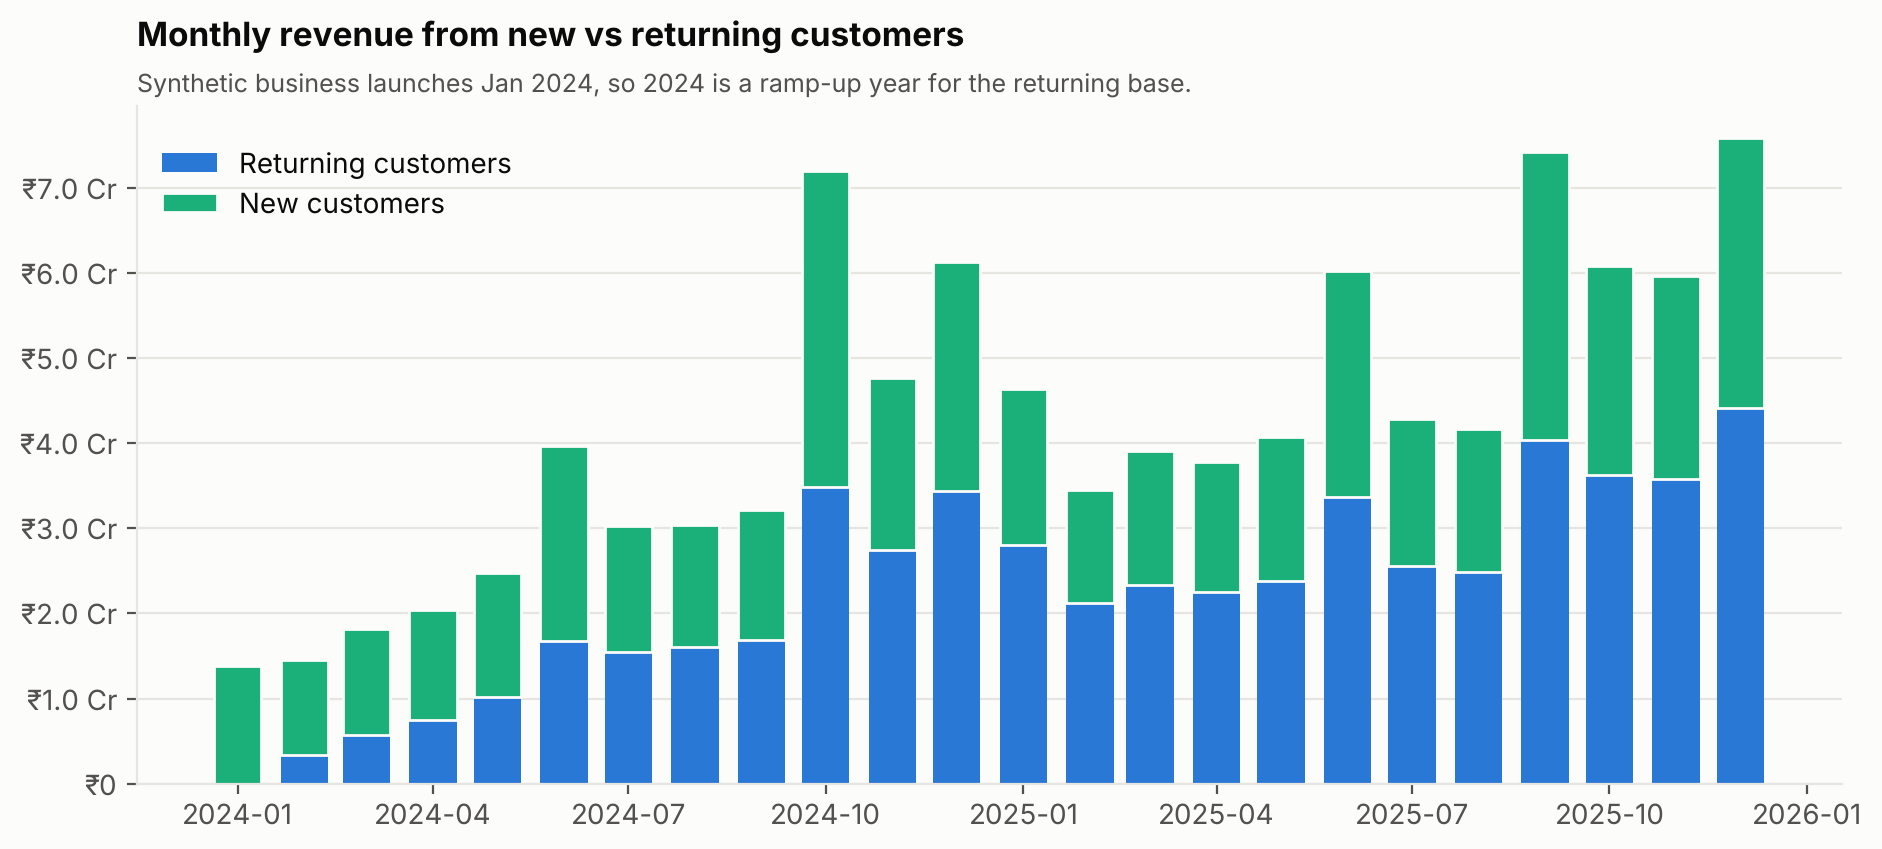 Monthly revenue from new vs returning customers
Synthetic business launches Jan 2024, so 2024 is a ramp-up year for the returning base.
Returning customers
New customers
₹7.0 Cr
₹6.0 Cr
₹5.0 Cr
₹4.0 Cr
₹3.0 Cr
₹2.0 Cr
₹1.0 Cr
₹0
2024-01 2024-04 2024-07 2024-10 2025-01 2025-04 2025-07 2025-10 2026-01